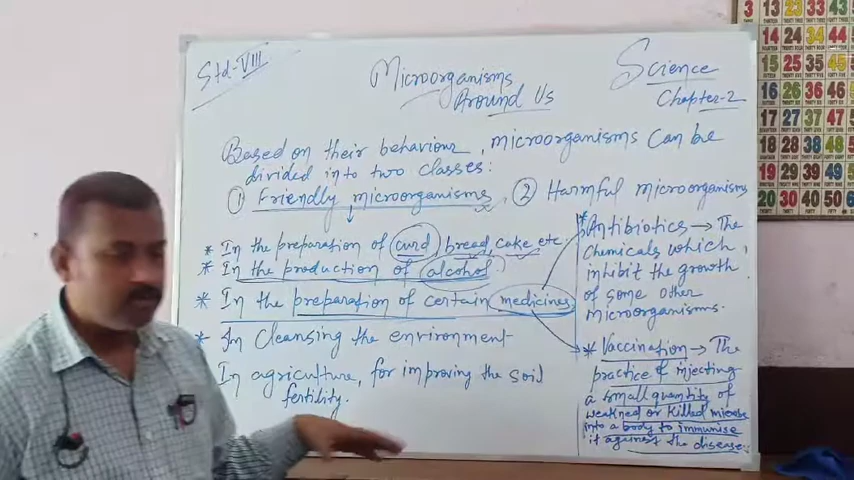 Std-VIII
Microorganisms
Around Us
Science
Chapter-2
Based on their behaviour, microorganisms can be
divided into two classes:
① Friendly microorganisms, ② Harmful microorganisms
* In the preparation of curd bread, cake etc.
* In the production of alcohol
* In the preparation of certain medicines
* In Cleansing the environment
In agriculture, for improving the soil
fertility.
* Antibiotics → The
Chemicals which
inhibit the growth
of some other
microorganisms.
* Vaccination → The
practice of injecting
a small quantity of
weakned or killed
into a body to immunise
it against the disease.
3 13 23 33 43
14 24 34 44
15 25 35 45
16 26 36 46
17 27 37 47
18 28 38 48
19 29 39 49
20 30 40 50